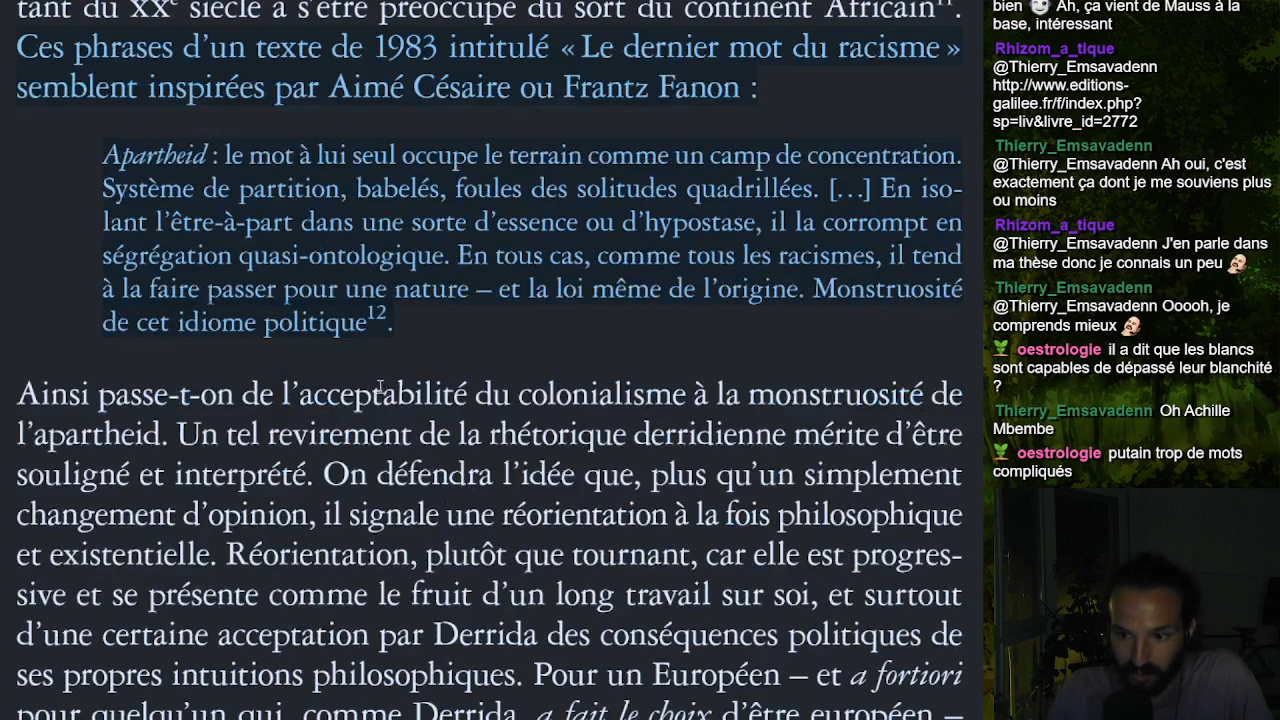 tant du XXe siècle à s'être préoccupé du sort du continent Africain11.
Ces phrases d'un texte de 1983 intitulé « Le dernier mot du racisme »
semblent inspirées par Aimé Césaire ou Frantz Fanon :
Apartheid : le mot à lui seul occupe le terrain comme un camp de concentration.
Système de partition, babelés, foules des solitudes quadrillées. […] En iso-
lant l'être-à-part dans une sorte d'essence ou d'hypostase, il la corrompt en
ségrégation quasi-ontologique. En tous cas, comme tous les racismes, il tend
à la faire passer pour une nature – et la loi même de l'origine. Monstruosité
de cet idiome politique12.
Ainsi passe-t-on de l'acceptabilité du colonialisme à la monstruosité de
l'apartheid. Un tel revirement de la rhétorique derridienne mérite d'être
souligné et interprété. On défendra l'idée que, plus qu'un simplement
changement d'opinion, il signale une réorientation à la fois philosophique
et existentielle. Réorientation, plutôt que tournant, car elle est progres-
sive et se présente comme le fruit d'un long travail sur soi, et surtout
d'une certaine acceptation par Derrida des conséquences politiques de
ses propres intuitions philosophiques. Pour un Européen – et a fortiori
pour quelqu'un qui, comme Derrida, a fait le choix d'être européen –
bien Ah, ça vient de Mauss à la
base, intéressant
Rhizom_a_tique
@Thierry_Emsavadenn
http://www.editions-
galilee.fr/f/index.php?
sp=liv&livre_id=2772
Thierry_Emsavadenn
@Thierry_Emsavadenn Ah oui, c'est
exactement ça dont je me souviens plus
ou moins
Rhizom_a_tique
@Thierry_Emsavadenn J'en parle dans
ma thèse donc je connais un peu
Thierry_Emsavadenn
@Thierry_Emsavadenn Ooooh, je
comprends mieux
oestrologie il a dit que les blancs
sont capables de dépassé leur blanchité
?
Thierry_Emsavadenn Oh Achille
Mbembe
oestrologie putain trop de mots
compliqués